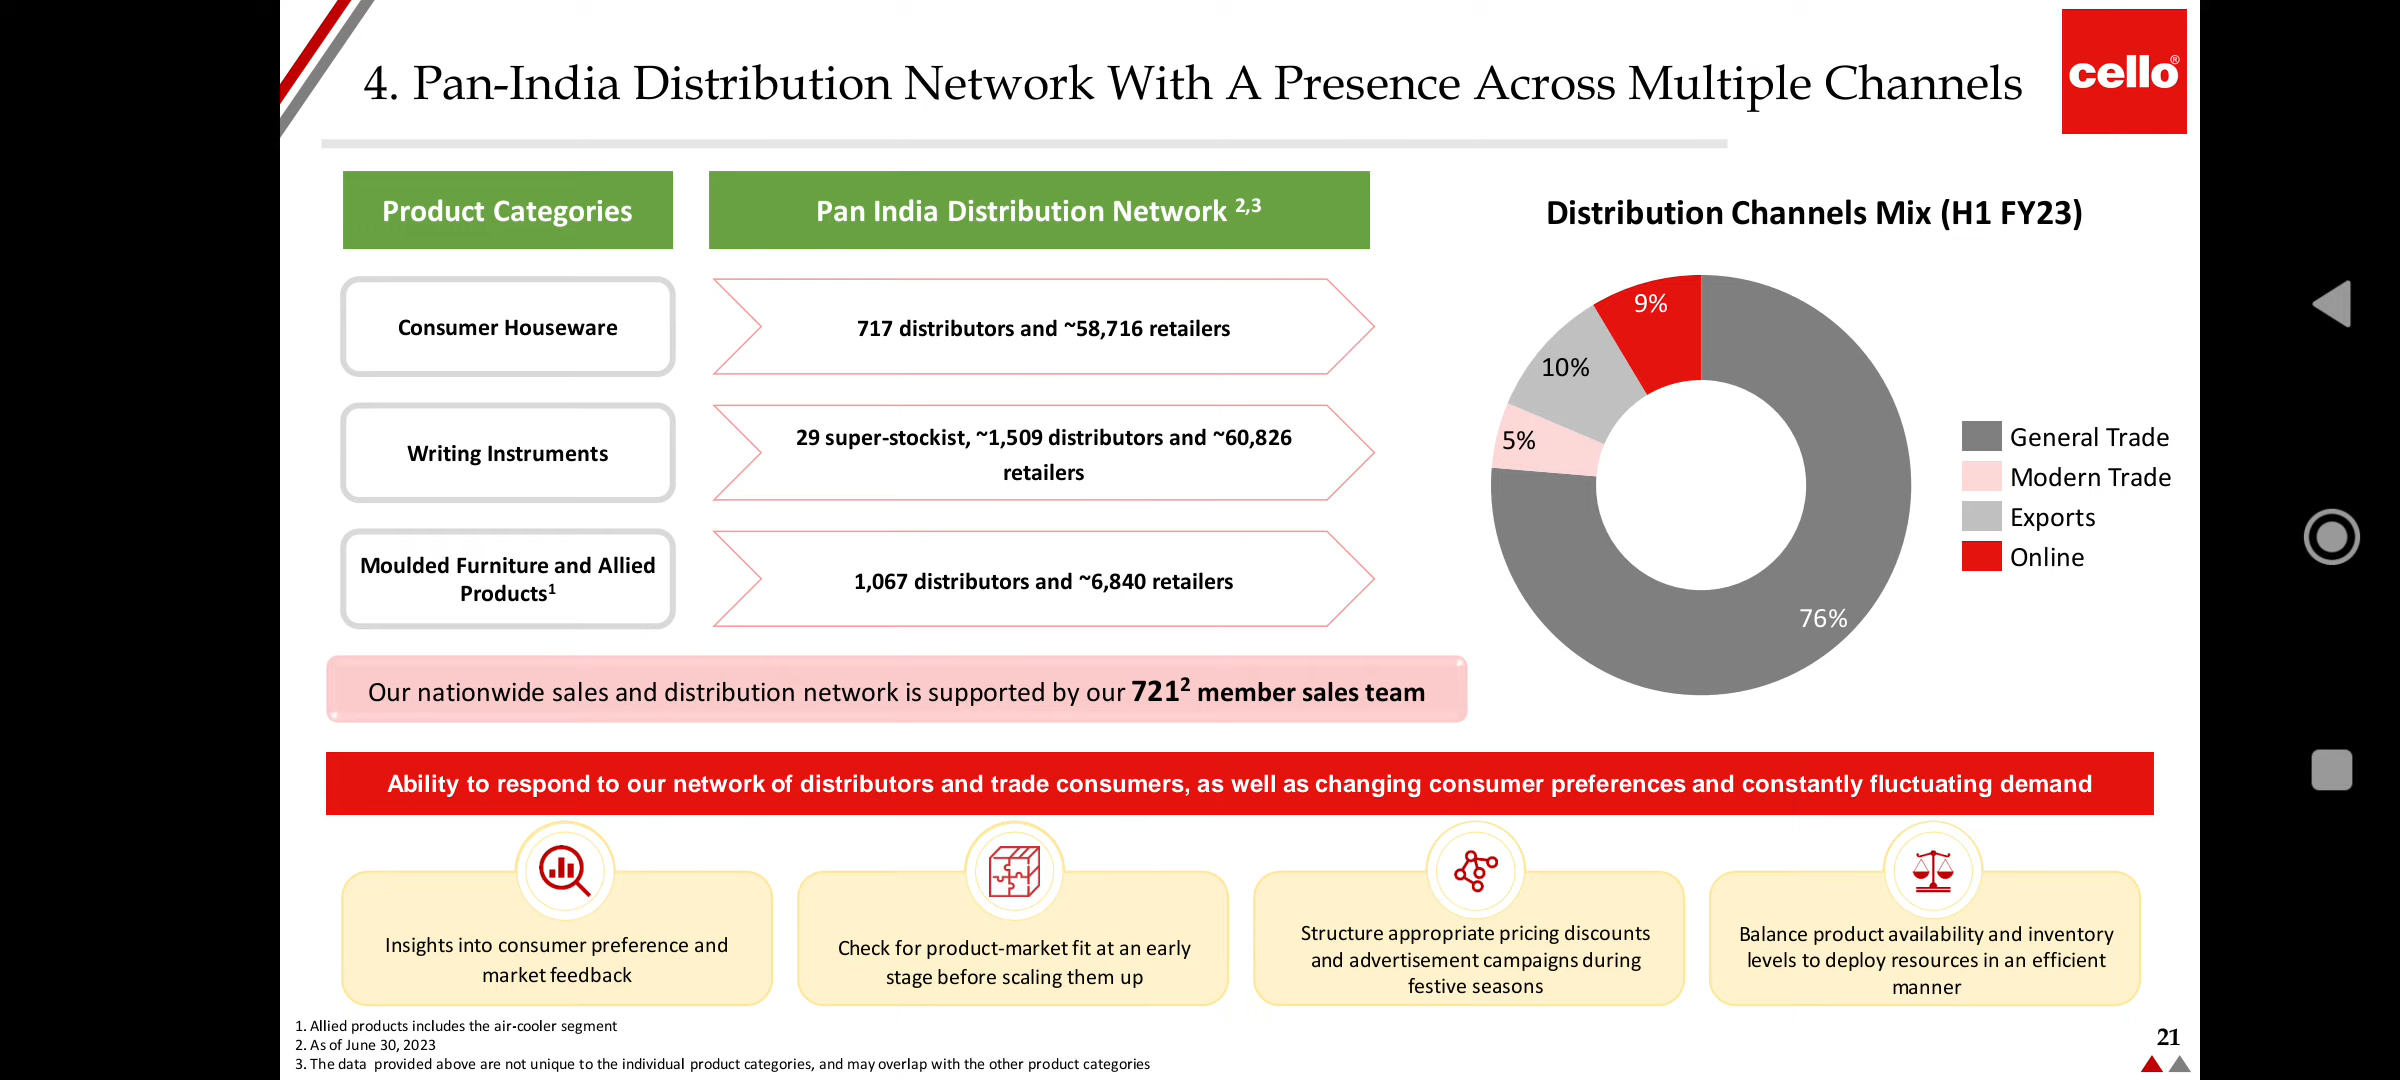 4. Pan-India Distribution Network With A Presence Across Multiple Channels
cello®
Product Categories
Pan India Distribution Network 2,3
Consumer Houseware
717 distributors and ~58,716 retailers
Writing Instruments
29 super-stockist, ~1,509 distributors and ~60,826
retailers
Moulded Furniture and Allied
Products1
1,067 distributors and ~6,840 retailers
Our nationwide sales and distribution network is supported by our 7212 member sales team
Distribution Channels Mix (H1 FY23)
9%
10%
5%
76%
General Trade
Modern Trade
Exports
Online
Ability to respond to our network of distributors and trade consumers, as well as changing consumer preferences and constantly fluctuating demand
Insights into consumer preference and
market feedback
Check for product-market fit at an early
stage before scaling them up
Structure appropriate pricing discounts
and advertisement campaigns during
festive seasons
Balance product availability and inventory
levels to deploy resources in an efficient
manner
1. Allied products includes the air-cooler segment
2. As of June 30, 2023
3. The data provided above are not unique to the individual product categories, and may overlap with the other product categories
21